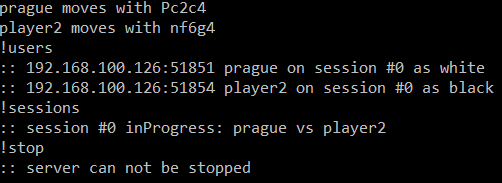 prague moves with Pc2c4
player2 moves with nf6g4
!users
:: 192.168.100.126:51851 prague on session #0 as white
:: 192.168.100.126:51854 player2 on session #0 as black
!sessions
:: session #0 inProgress: prague vs player2
!stop
:: server can not be stopped